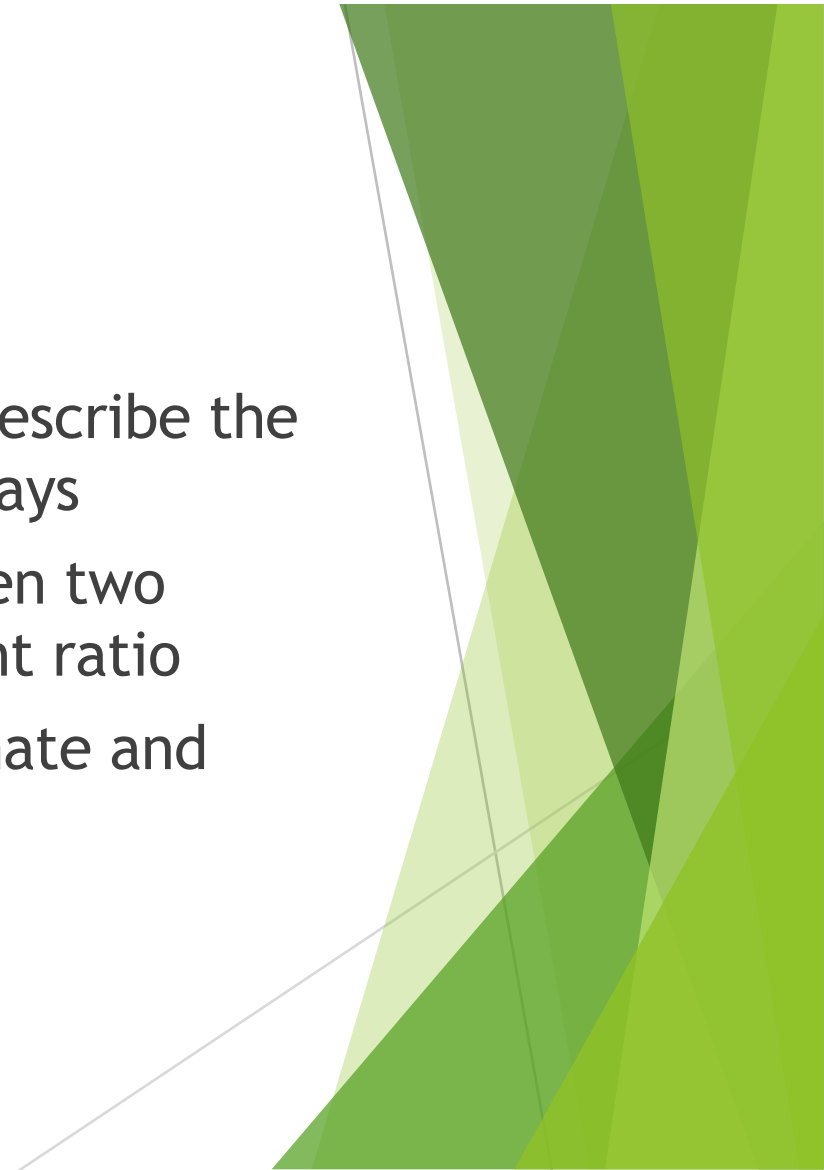 escribe the
ays
en two
nt ratio
ate and